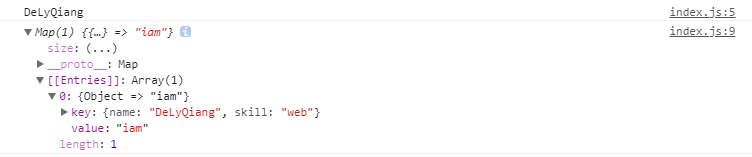 DeLyQiang index.js:5
▼Map(1) {{…} => "iam"} i index.js:9
size: (...)
▶__proto__: Map
▼[[Entries]]: Array(1)
▼0: {Object => "iam"}
▶key: {name: "DeLyQiang", skill: "web"}
value: "iam"
length: 1